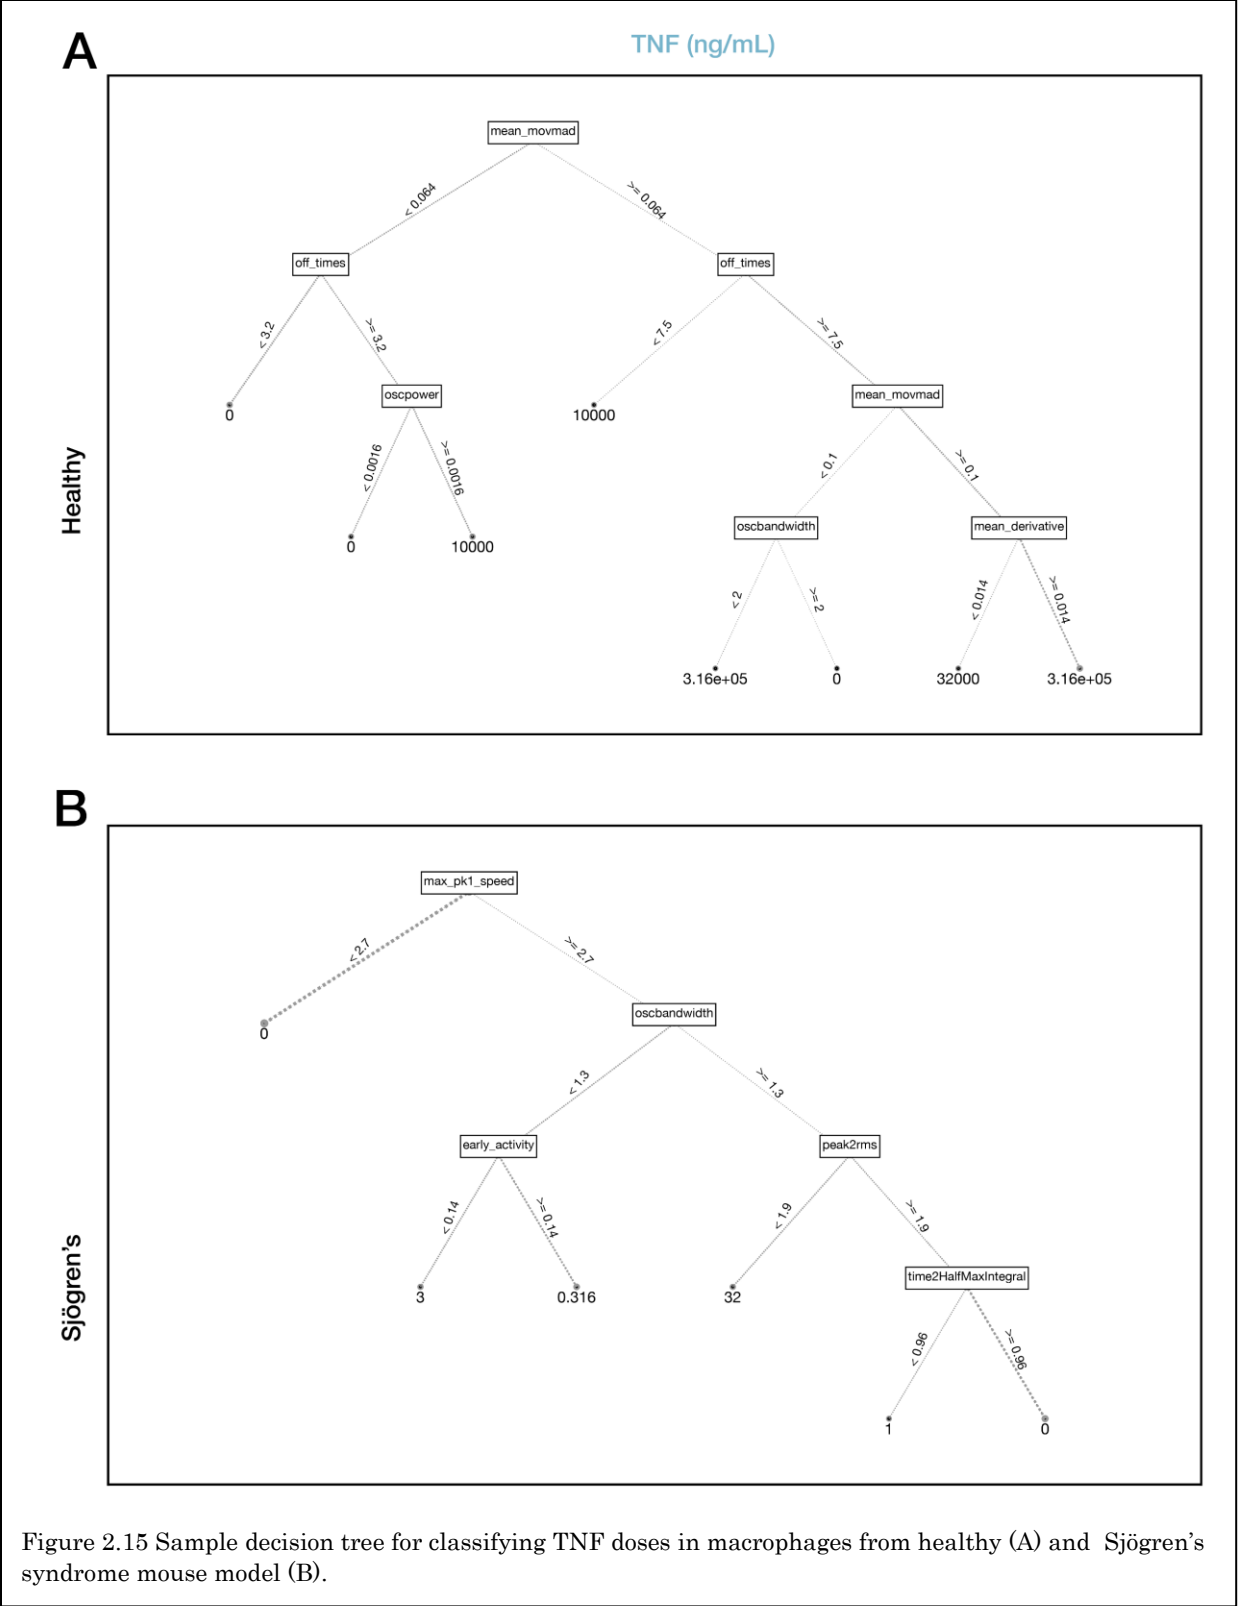 A
TNF (ng/mL)
mean_movmad
< 0.064
>= 0.064
off_times
off_times
< 3.2
>= 3.2
< 7.5
>= 7.5
0
oscpower
10000
mean_movmad
< 0.0016
>= 0.0016
< 0.1
>= 0.1
0
10000
oscbandwidth
mean_derivative
< 2
>= 2
< 0.014
>= 0.014
3.16e+05
0
32000
3.16e+05
Healthy
B
max_pk1_speed
< 2.7
>= 2.7
0
oscbandwidth
< 1.3
>= 1.3
early_activity
peak2rms
< 0.14
>= 0.14
< 1.9
>= 1.9
3
0.316
32
time2HalfMaxIntegral
< 0.96
>= 0.96
1
0
Sjögren's
Figure 2.15 Sample decision tree for classifying TNF doses in macrophages from healthy (A) and Sjögren's
syndrome mouse model (B).